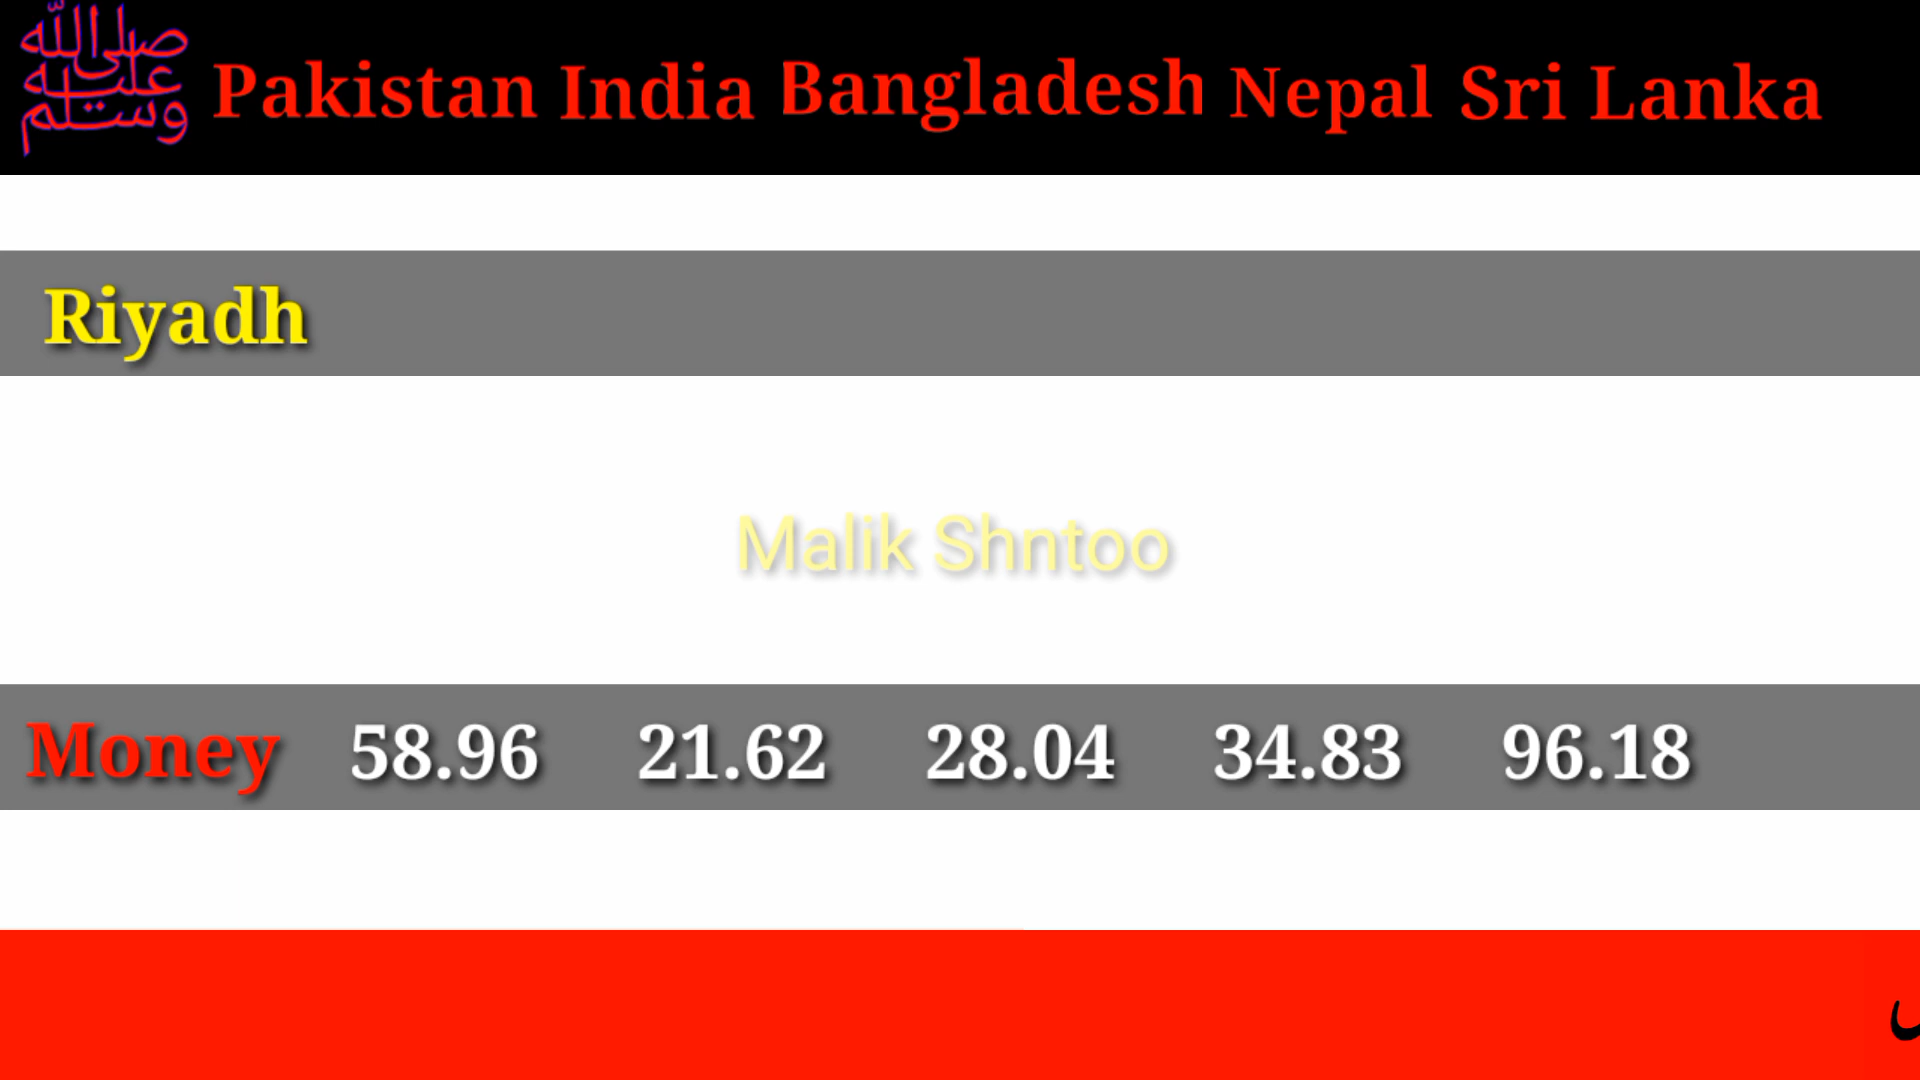 صلى الله
عليه
وسلم
Pakistan India Bangladesh Nepal Sri Lanka
Riyadh
Malik Shntoo
Money 58.96 21.62 28.04 34.83 96.18